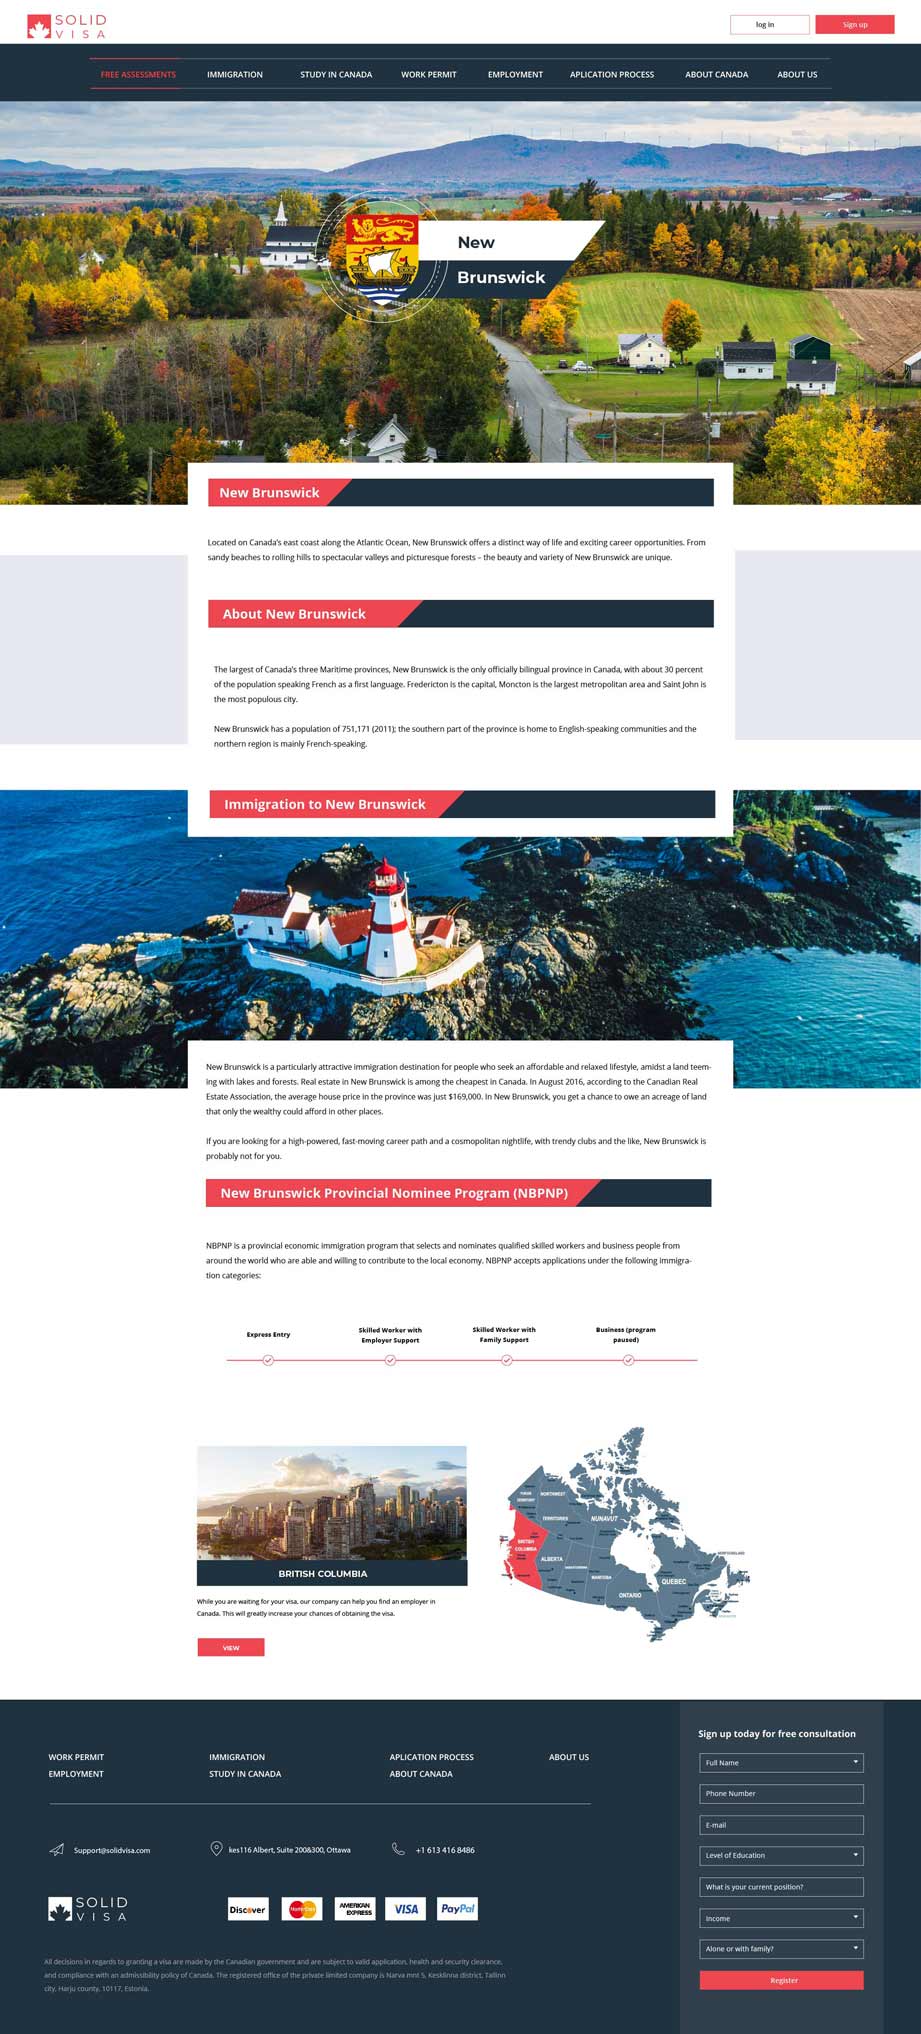 SOLID
VISA
log in
Sign up
FREE ASSESSMENTS
IMMIGRATION
STUDY IN CANADA
WORK PERMIT
EMPLOYMENT
APLICATION PROCESS
ABOUT CANADA
ABOUT US
New
Brunswick
New Brunswick
Located on Canada's east coast along the Atlantic Ocean, New Brunswick offers a distinct way of life and exciting career opportunities. From
sandy beaches to rolling hills to spectacular valleys and picturesque forests – the beauty and variety of New Brunswick are unique.
About New Brunswick
The largest of Canada's three Maritime provinces, New Brunswick is the only officially bilingual province in Canada, with about 30 percent
of the population speaking French as a first language. Fredericton is the capital, Moncton is the largest metropolitan area and Saint John is
the most populous city.
New Brunswick has a population of 751,171 (2011); the southern part of the province is home to English-speaking communities and the
northern region is mainly French-speaking.
Immigration to New Brunswick
New Brunswick is a particularly attractive immigration destination for people who seek an affordable and relaxed lifestyle, amidst a land teem-
ing with lakes and forests. Real estate in New Brunswick is among the cheapest in Canada. In August 2016, according to the Canadian Real
Estate Association, the average house price in the province was just $169,000. In New Brunswick, you get a chance to owe an acreage of land
that only the wealthy could afford in other places.
If you are looking for a high-powered, fast-moving career path and a cosmopolitan nightlife, with trendy clubs and the like, New Brunswick is
probably not for you.
New Brunswick Provincial Nominee Program (NBPNP)
NBPNP is a provincial economic immigration program that selects and nominates qualified skilled workers and business people from
around the world who are able and willing to contribute to the local economy. NBPNP accepts applications under the following immigra-
tion categories:
Express Entry
Skilled Worker with
Employer Support
Skilled Worker with
Family Support
Business (program
paused)
YUKON
TERRITORY
NORTHWEST
TERRITORIES
NUNAVUT
BRITISH
COLUMBIA
ALBERTA
MANITOBA
ONTARIO
QUEBEC
BRITISH COLUMBIA
While you are waiting for your visa, our company can help you find an employer in
Canada. This will greatly increase your chances of obtaining the visa.
VIEW
WORK PERMIT
IMMIGRATION
APLICATION PROCESS
ABOUT US
EMPLOYMENT
STUDY IN CANADA
ABOUT CANADA
Support@solidvisa.com
kes116 Albert, Suite 200&300, Ottawa
+1 613 416 8486
SOLID
VISA
Discover
MasterCard
AMERICAN
EXPRESS
VISA
PayPal
All decisions in regards to granting a visa are made by the Canadian government and are subject to valid application, health and security clearance,
and compliance with an admissibility policy of Canada. The registered office of the private limited company is Narva mnt 5, Kesklinna district, Tallinn
city, Harju county, 10117, Estonia.
Sign up today for free consultation
Full Name
Phone Number
E-mail
Level of Education
What is your current position?
Income
Alone or with family?
Register